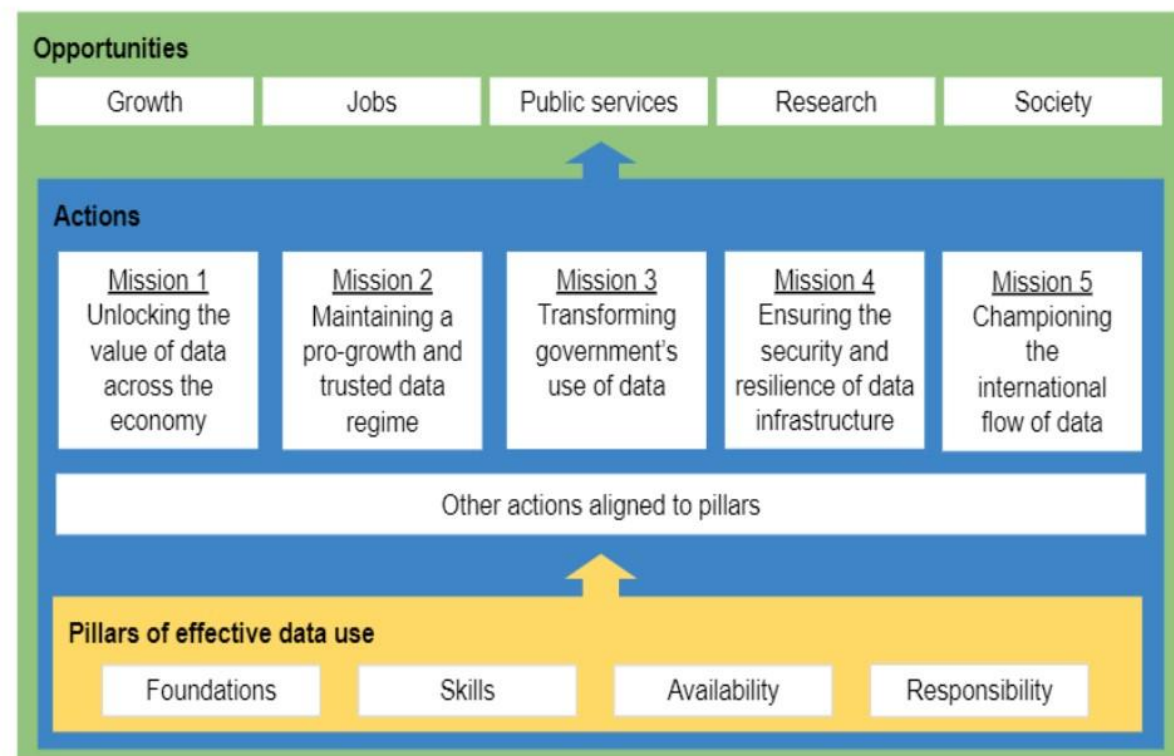 Opportunities
Growth
Jobs
Public services
Research
Society
Actions
Mission 1
Unlocking the
value of data
across the
economy
Mission 2
Maintaining a
pro-growth and
trusted data
regime
Mission 3
Transforming
government's
use of data
Mission 4
Ensuring the
security and
resilience of data
infrastructure
Mission 5
Championing
the
international
flow of data
Other actions aligned to pillars
Pillars of effective data use
Foundations
Skills
Availability
Responsibility